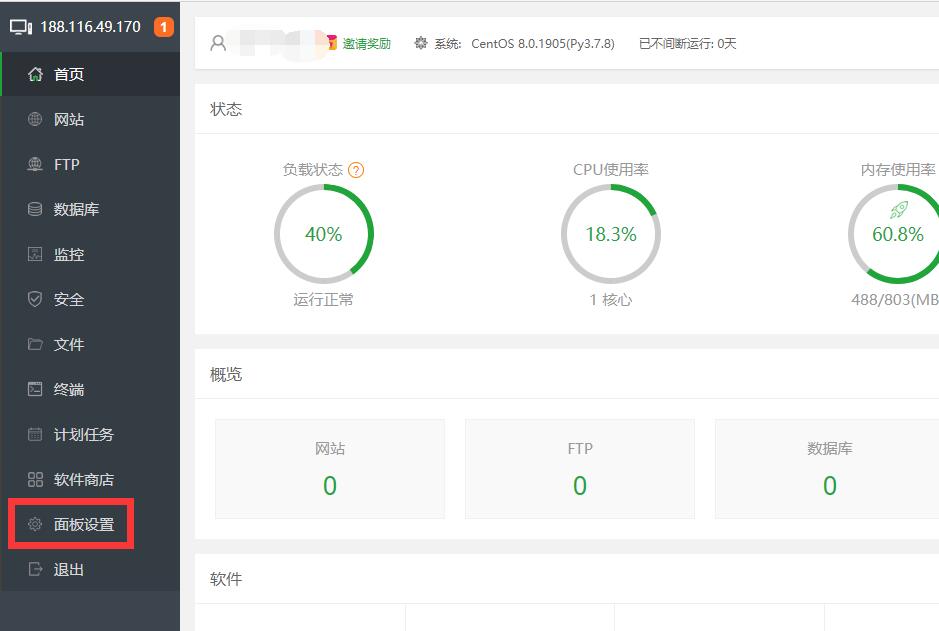 188.116.49.170 1
首页
网站
FTP
数据库
监控
安全
文件
终端
计划任务
软件商店
面板设置
退出
邀请奖励 系统: CentOS 8.0.1905(Py3.7.8) 已不间断运行: 0天
状态
负载状态 ? CPU使用率 内存使用率
40% 18.3% 60.8%
运行正常 1 核心 488/803(MB
概览
网站 FTP 数据库
0 0 0
软件